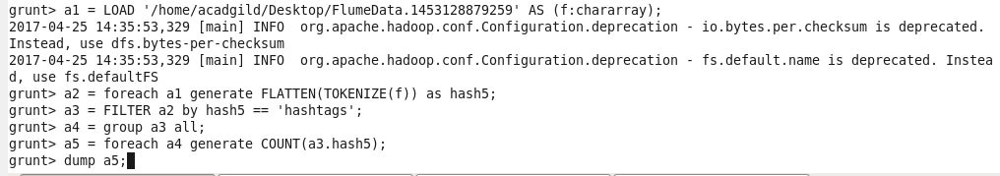 grunt> a1 = LOAD '/home/acadgild/Desktop/FlumeData.1453128879259' AS (f:chararray);
2017-04-25 14:35:53,329 [main] INFO  org.apache.hadoop.conf.Configuration.deprecation - io.bytes.per.checksum is deprecated.
Instead, use dfs.bytes-per-checksum
2017-04-25 14:35:53,329 [main] INFO  org.apache.hadoop.conf.Configuration.deprecation - fs.default.name is deprecated. Instea
d, use fs.defaultFS
grunt> a2 = foreach a1 generate FLATTEN(TOKENIZE(f)) as hash5;
grunt> a3 = FILTER a2 by hash5 == 'hashtags';
grunt> a4 = group a3 all;
grunt> a5 = foreach a4 generate COUNT(a3.hash5);
grunt> dump a5;